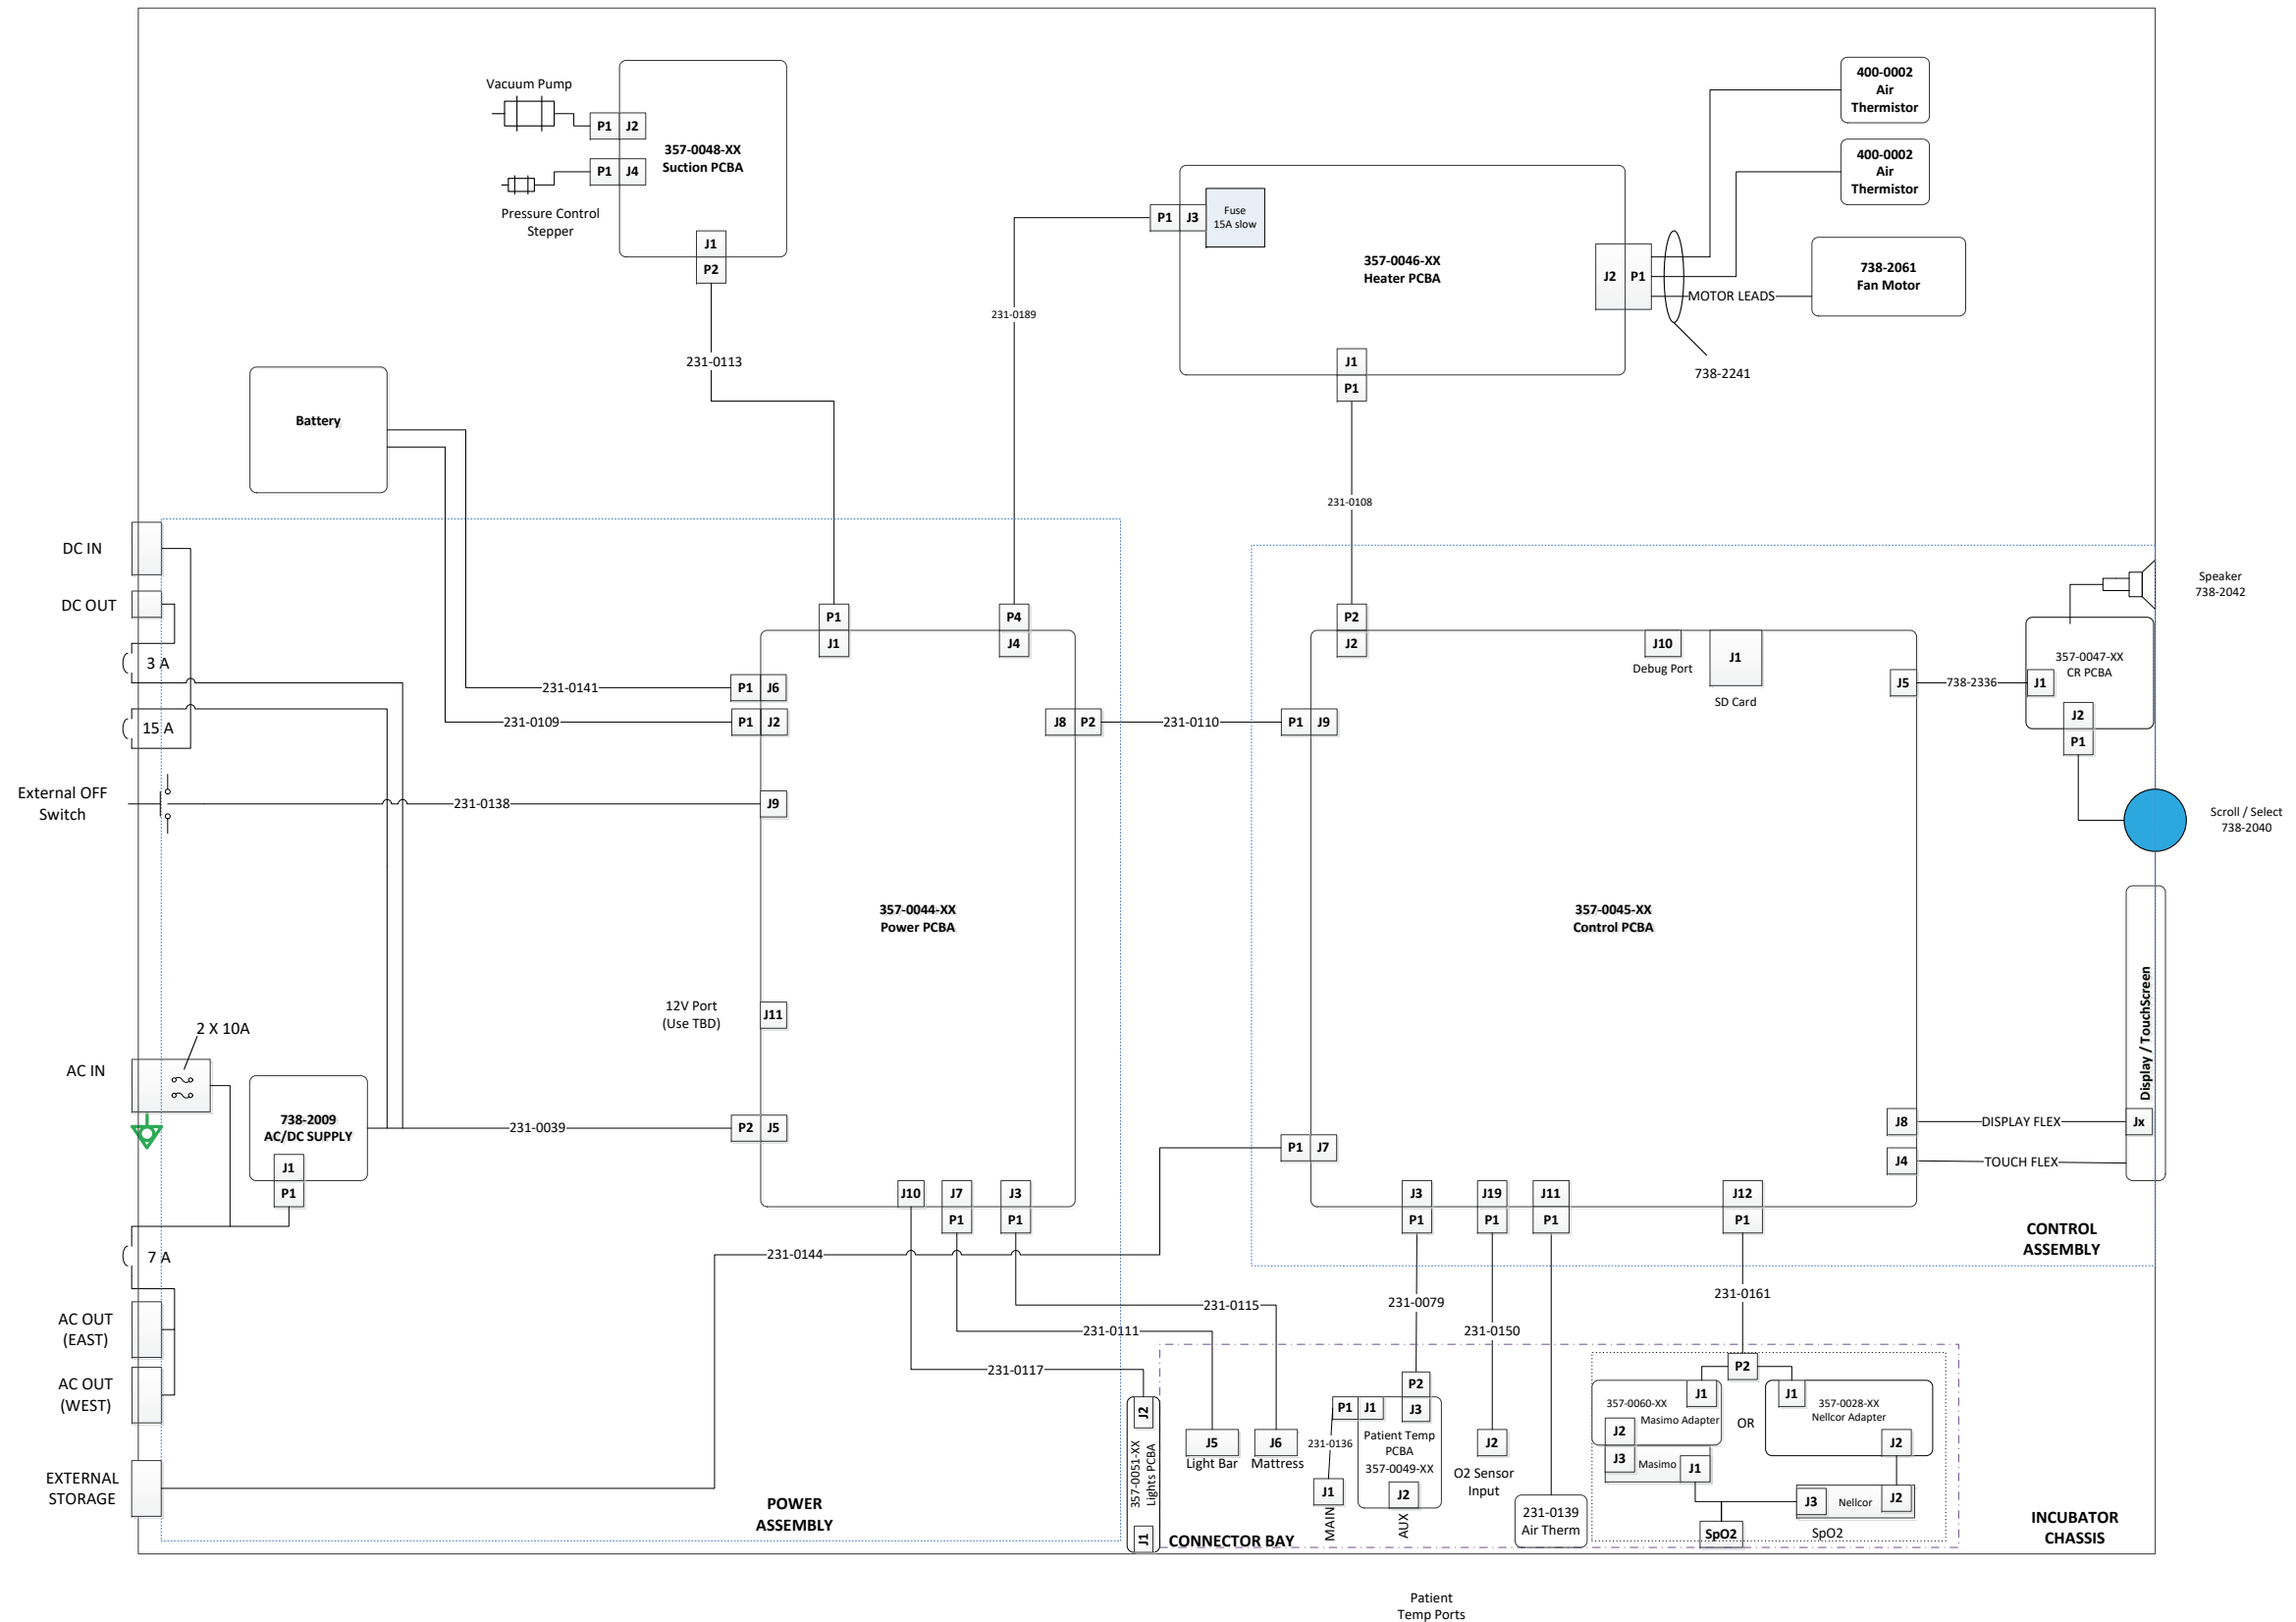 Vacuum Pump
P1 J2
357-0048-XX
Suction PCBA
P1 J4
Pressure Control
Stepper
J1
P2
231-0113
400-0002
Air
Thermistor
400-0002
Air
Thermistor
P1 J3
Fuse
15A slow
357-0046-XX
Heater PCBA
J2 P1
738-2061
Fan Motor
MOTOR LEADS
738-2241
231-0189
J1
P1
231-0108
Battery
DC IN
DC OUT
3 A
15 A
External OFF
Switch
231-0141
231-0109
231-0138
P1
J1
P4
J4
P1 J6
P1 J2
J9
J8 P2
231-0110
357-0044-XX
Power PCBA
12V Port
(Use TBD)
J11
2 X 10A
AC IN
738-2009
AC/DC SUPPLY
J1
P1
231-0039
P2 J5
J10
J7
P1
J3
P1
7 A
231-0144
AC OUT
(EAST)
AC OUT
(WEST)
EXTERNAL
STORAGE
231-0115
231-0111
231-0117
POWER
ASSEMBLY
P2
J2
J10
Debug Port
J1
SD Card
P1 J9
J5
738-2336
J1
357-0047-XX
CR PCBA
J2
P1
Speaker
738-2042
Scroll / Select
738-2040
357-0045-XX
Control PCBA
Display / TouchScreen
J8
DISPLAY FLEX
Jx
J4
TOUCH FLEX
P1 J7
J3
P1
J19
P1
J11
P1
J12
P1
CONTROL
ASSEMBLY
231-0079
231-0150
231-0161
J2
357-0051-XX
Lights PCBA
J1
CONNECTOR BAY
J5
Light Bar
J6
Mattress
P2
P1 J1
J3
231-0136
Patient Temp
PCBA
357-0049-XX
J1
MAIN
J2
AUX
J2
O2 Sensor
Input
231-0139
Air Therm
P2
J1
357-0060-XX
Masimo Adapter
J2
J3
Masimo
J1
OR
J1
357-0028-XX
Nellcor Adapter
J2
J3
Nellcor
J2
SpO2
SpO2
INCUBATOR
CHASSIS
Patient
Temp Ports